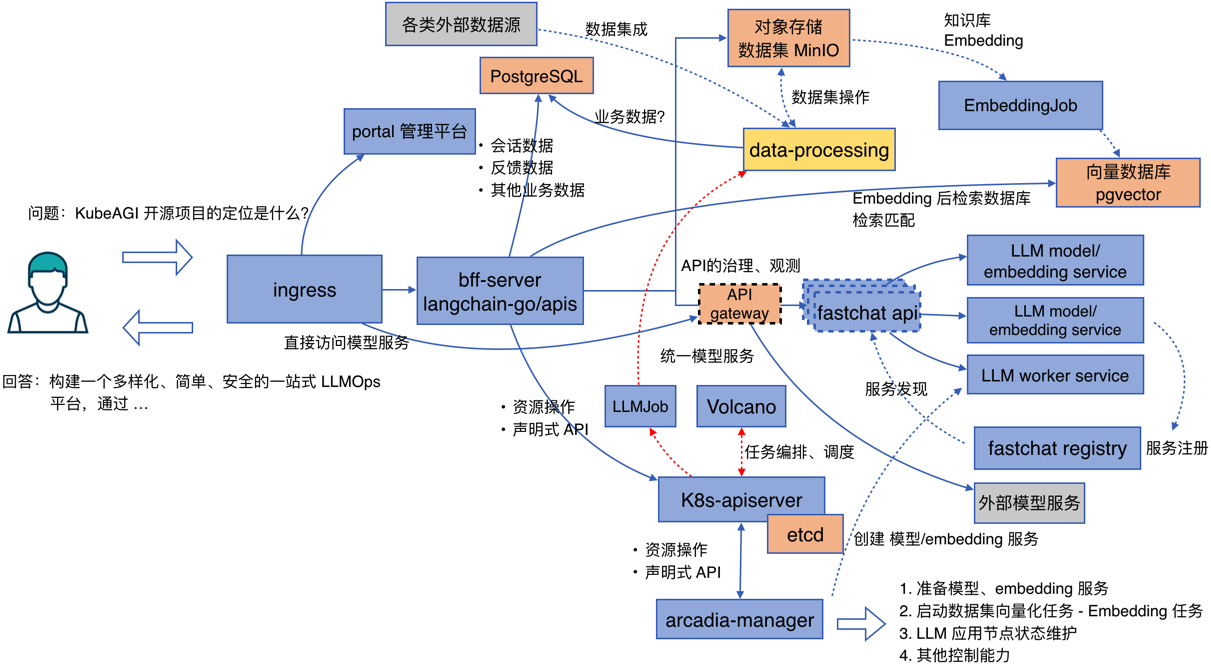 各类外部数据源
数据集成
对象存储
数据集 MinIO
知识库
Embedding
PostgreSQL
数据集操作
EmbeddingJob
portal 管理平台
业务数据?
data-processing
• 会话数据
• 反馈数据
• 其他业务数据
向量数据库
pgvector
Embedding 后检索数据库
检索匹配
问题：KubeAGI 开源项目的定位是什么?
ingress
bff-server
langchain-go/apis
API的治理、观测
API
gateway
fastchat api
LLM model/
embedding service
LLM model/
embedding service
LLM worker service
直接访问模型服务
统一模型服务
回答：构建一个多样化、简单、安全的一站式 LLMOps
平台，通过 ...
服务发现
• 资源操作
• 声明式 API
LLMJob
Volcano
任务编排、调度
fastchat registry
服务注册
K8s-apiserver
etcd
外部模型服务
创建 模型/embedding 服务
• 资源操作
• 声明式 API
arcadia-manager
1. 准备模型、embedding 服务
2. 启动数据集向量化任务 - Embedding 任务
3. LLM 应用节点状态维护
4. 其他控制能力